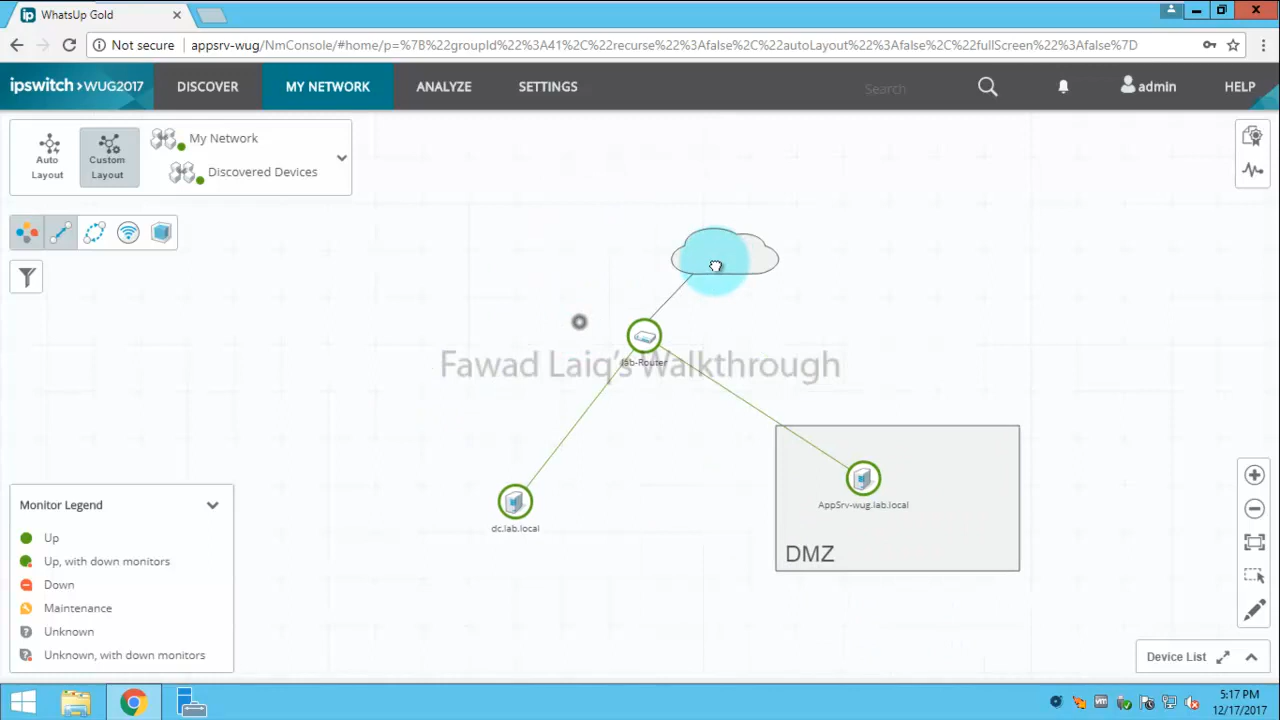 WhatsUp Gold
Not secure
appsrv-wug/NmConsole/#home/p=%7B%22groupId%22%3A41%2C%22recurse%22%3Afalse%2C%22autoLayout%22%3Afalse%2C%22fullScreen%22%3Afalse%7D
ipswitch >WUG2017
DISCOVER
MY NETWORK
ANALYZE
SETTINGS
Search
admin
HELP
Auto
Layout
Custom
Layout
My Network
Discovered Devices
lab-Router
Fawad Laiq's Walkthrough
AppSrv-wug.lab.local
dc.lab.local
DMZ
Monitor Legend
Up
Up, with down monitors
Down
Maintenance
Unknown
Unknown, with down monitors
Device List
5:17 PM
12/17/2017